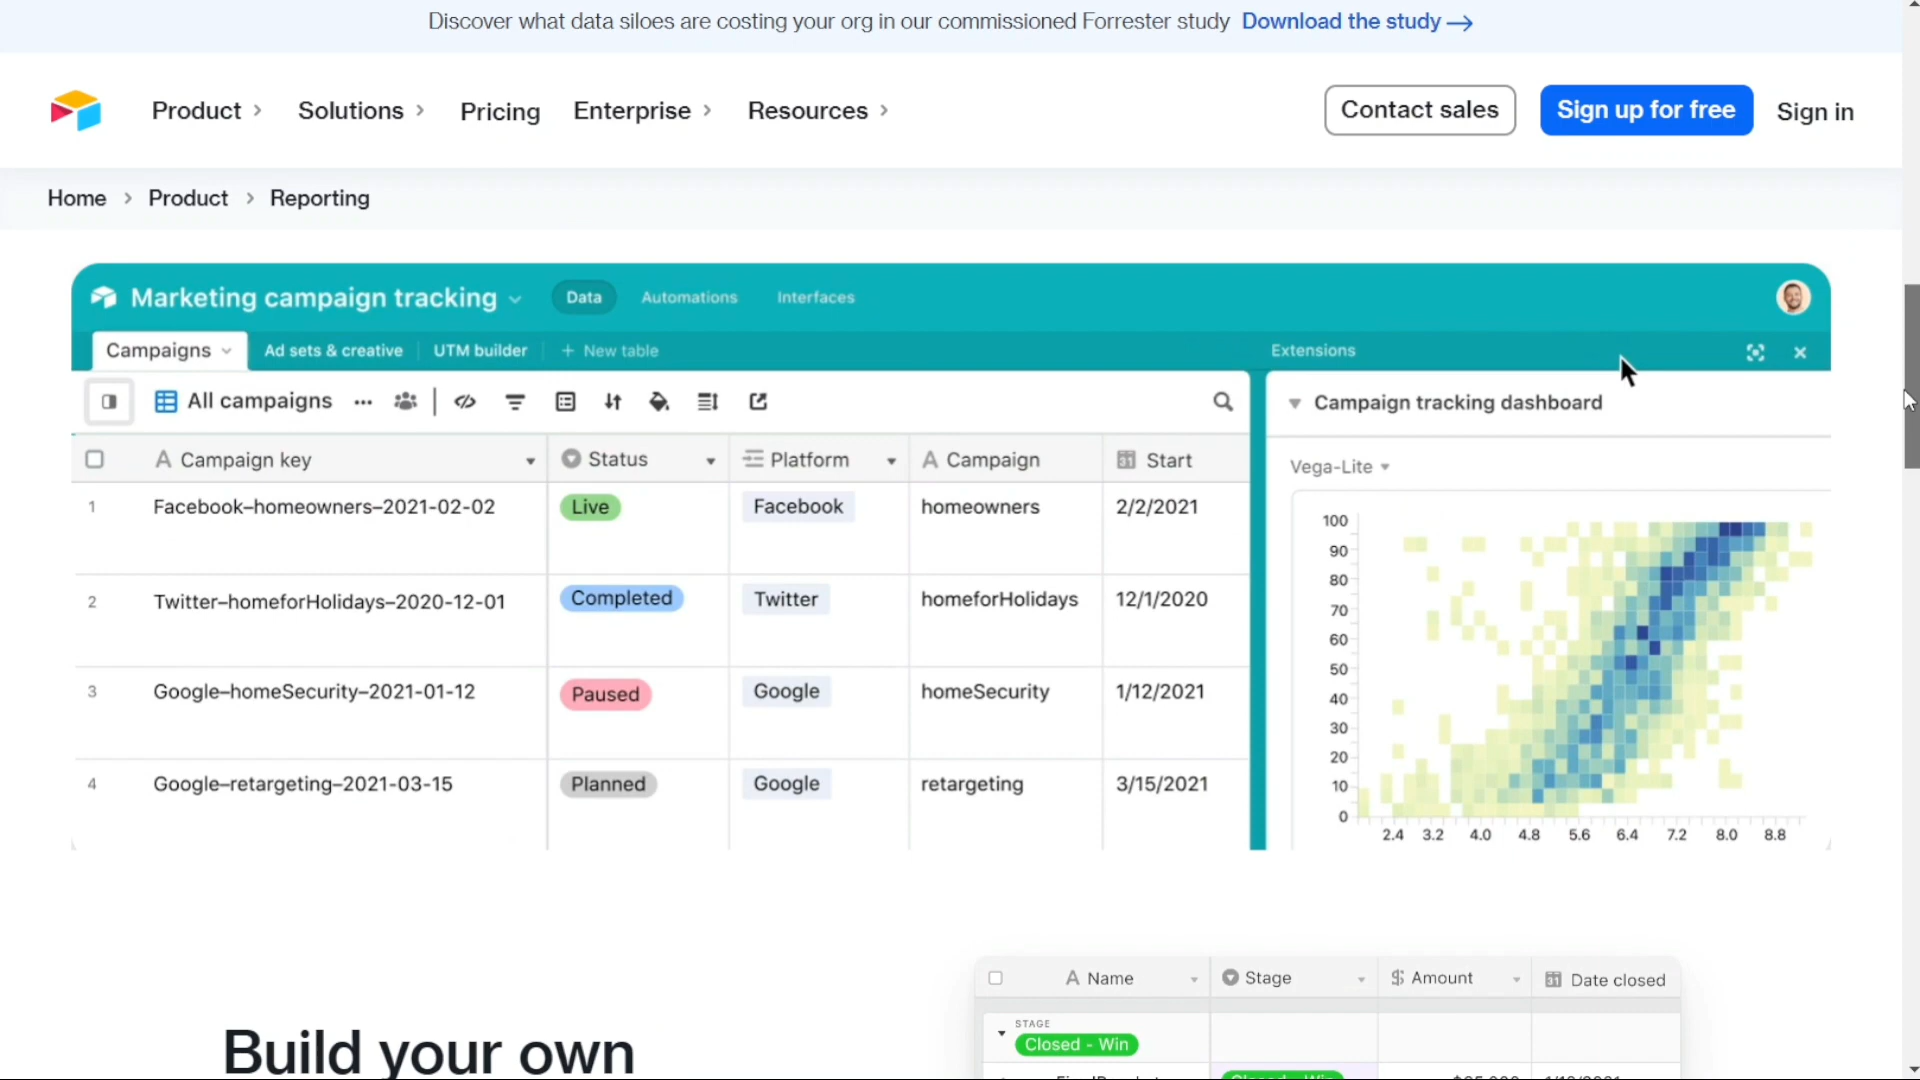 Discover what data siloes are costing your org in our commissioned Forrester study Download the study
Product Solutions Pricing Enterprise Resources Contact sales Sign up for free Sign in
Home Product Reporting
Marketing campaign tracking Data Automations Interfaces
Campaigns Ad sets & creative UTM builder + New table Extensions
All campaigns
Campaign tracking dashboard
Campaign key Status Platform Campaign Start
Vega-Lite
1 Facebook–homeowners–2021-02-02 Live Facebook homeowners 2/2/2021
2 Twitter–homeforHolidays–2020-12-01 Completed Twitter homeforHolidays 12/1/2020
3 Google–homeSecurity–2021-01-12 Paused Google homeSecurity 1/12/2021
4 Google–retargeting–2021-03-15 Planned Google retargeting 3/15/2021
100
90
80
70
60
50
40
30
20
10
0
2.4 3.2 4.0 4.8 5.6 6.4 7.2 8.0 8.8
Name Stage Amount Date closed
STAGE
Closed - Win
Build your own